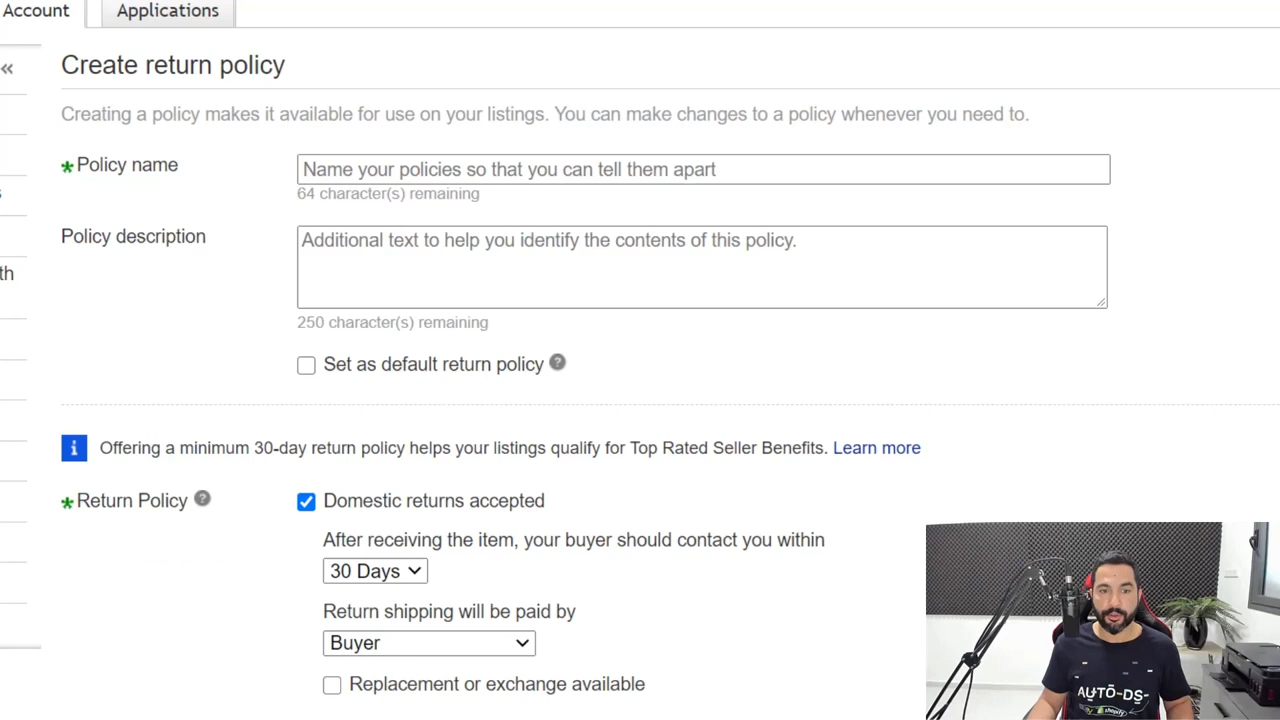 Account
Applications
«
Create return policy
Creating a policy makes it available for use on your listings. You can make changes to a policy whenever you need to.
* Policy name
Name your policies so that you can tell them apart
64 character(s) remaining
Policy description
Additional text to help you identify the contents of this policy.
th
250 character(s) remaining
Set as default return policy ?
i Offering a minimum 30-day return policy helps your listings qualify for Top Rated Seller Benefits. Learn more
* Return Policy ?
Domestic returns accepted
After receiving the item, your buyer should contact you within
30 Days
Return shipping will be paid by
Buyer
Replacement or exchange available
AUTO-DS-
shopify